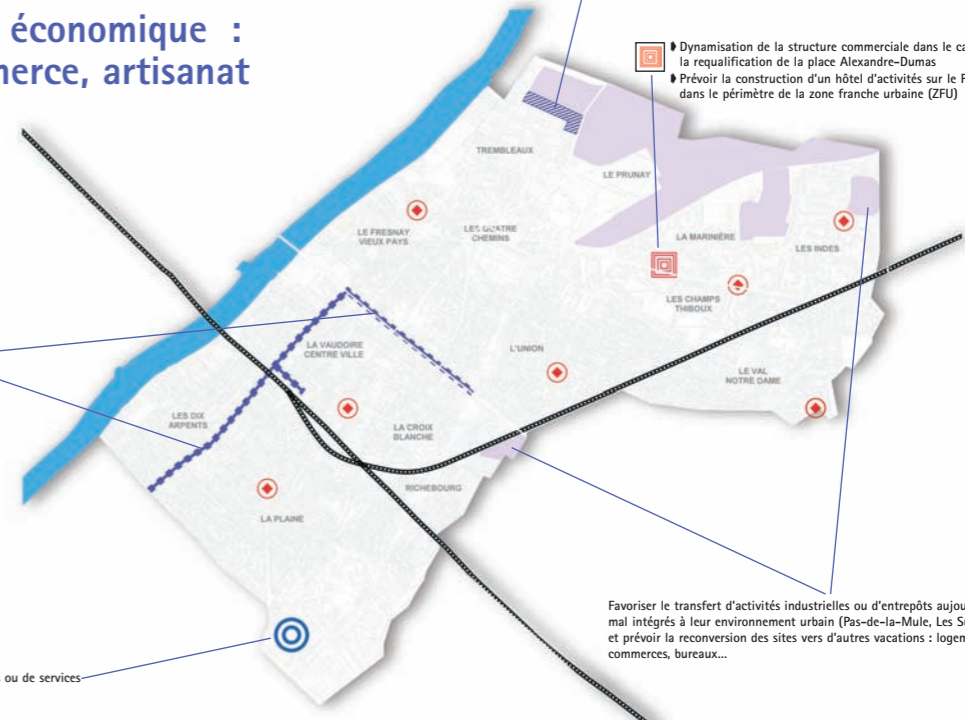 économique :
erce, artisanat
Dynamisation de la structure commerciale dans le
la requalification de la place Alexandre-Dumas
Prévoir la construction d'un hôtel d'activités sur le
dans le périmètre de la zone franche urbaine (ZFU)
TREMBLEAUX
LE PRUNAY
LE FRESNAY
VIEUX PAYS
LES QUATRE
CHEMINS
LA MARINIÈRE
LES INDES
LES CHAMPS
THIBOUX
LA VAUDOIRE
CENTRE VILLE
L'UNION
LE VAL
NOTRE DAME
LES DIX
ARPENTS
LA CROIX
BLANCHE
RICHEBOURG
LA PLAINE
Favoriser le transfert d'activités industrielles ou d'entrepôts
mal intégrés à leur environnement urbain (Pas-de-la-Mule, Les
et prévoir la reconversion des sites vers d'autres vacations :
commerces, bureaux...
ou de services